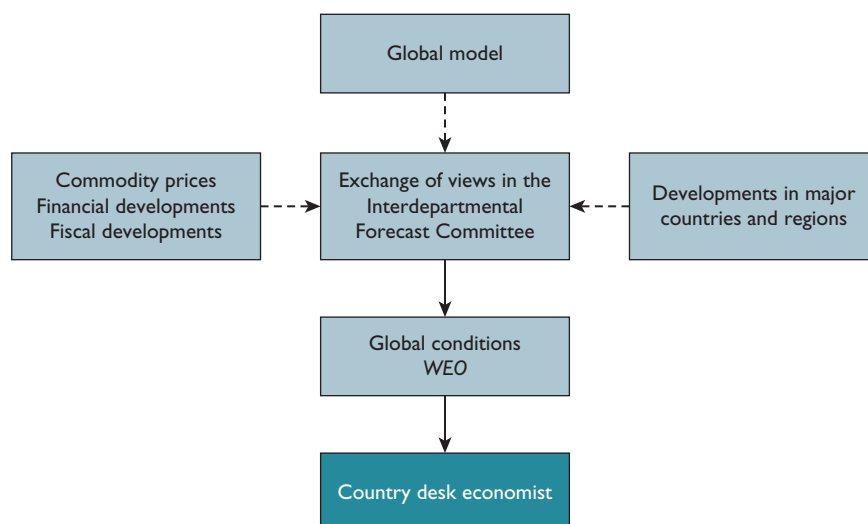 Global model
Commodity prices
Financial developments
Fiscal developments
Exchange of views in the
Interdepartmental
Forecast Committee
Developments in major
countries and regions
Global conditions
WEO
Country desk economist